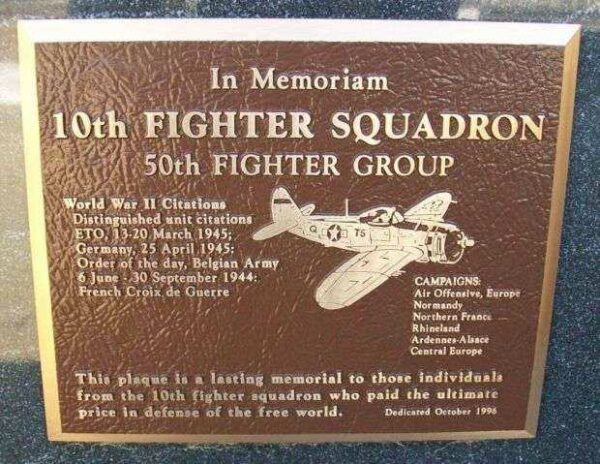 In Memoriam
10th FIGHTER SQUADRON
50th FIGHTER GROUP
World War II Citations
Distinguished unit citations
ETO, 13-20 March 1945;
Germany, 25 April 1945:
Order of the day, Belgian Army
6 June - 30 September 1944:
French Croix de Guerre
T5
CAMPAIGNS:
Air Offensive, Europe
Normandy
Northern France
Rhineland
Ardennes-Alsace
Central Europe
This plaque is a lasting memorial to those individuals
from the 10th fighter squadron who paid the ultimate
price in defense of the free world. Dedicated October 1996